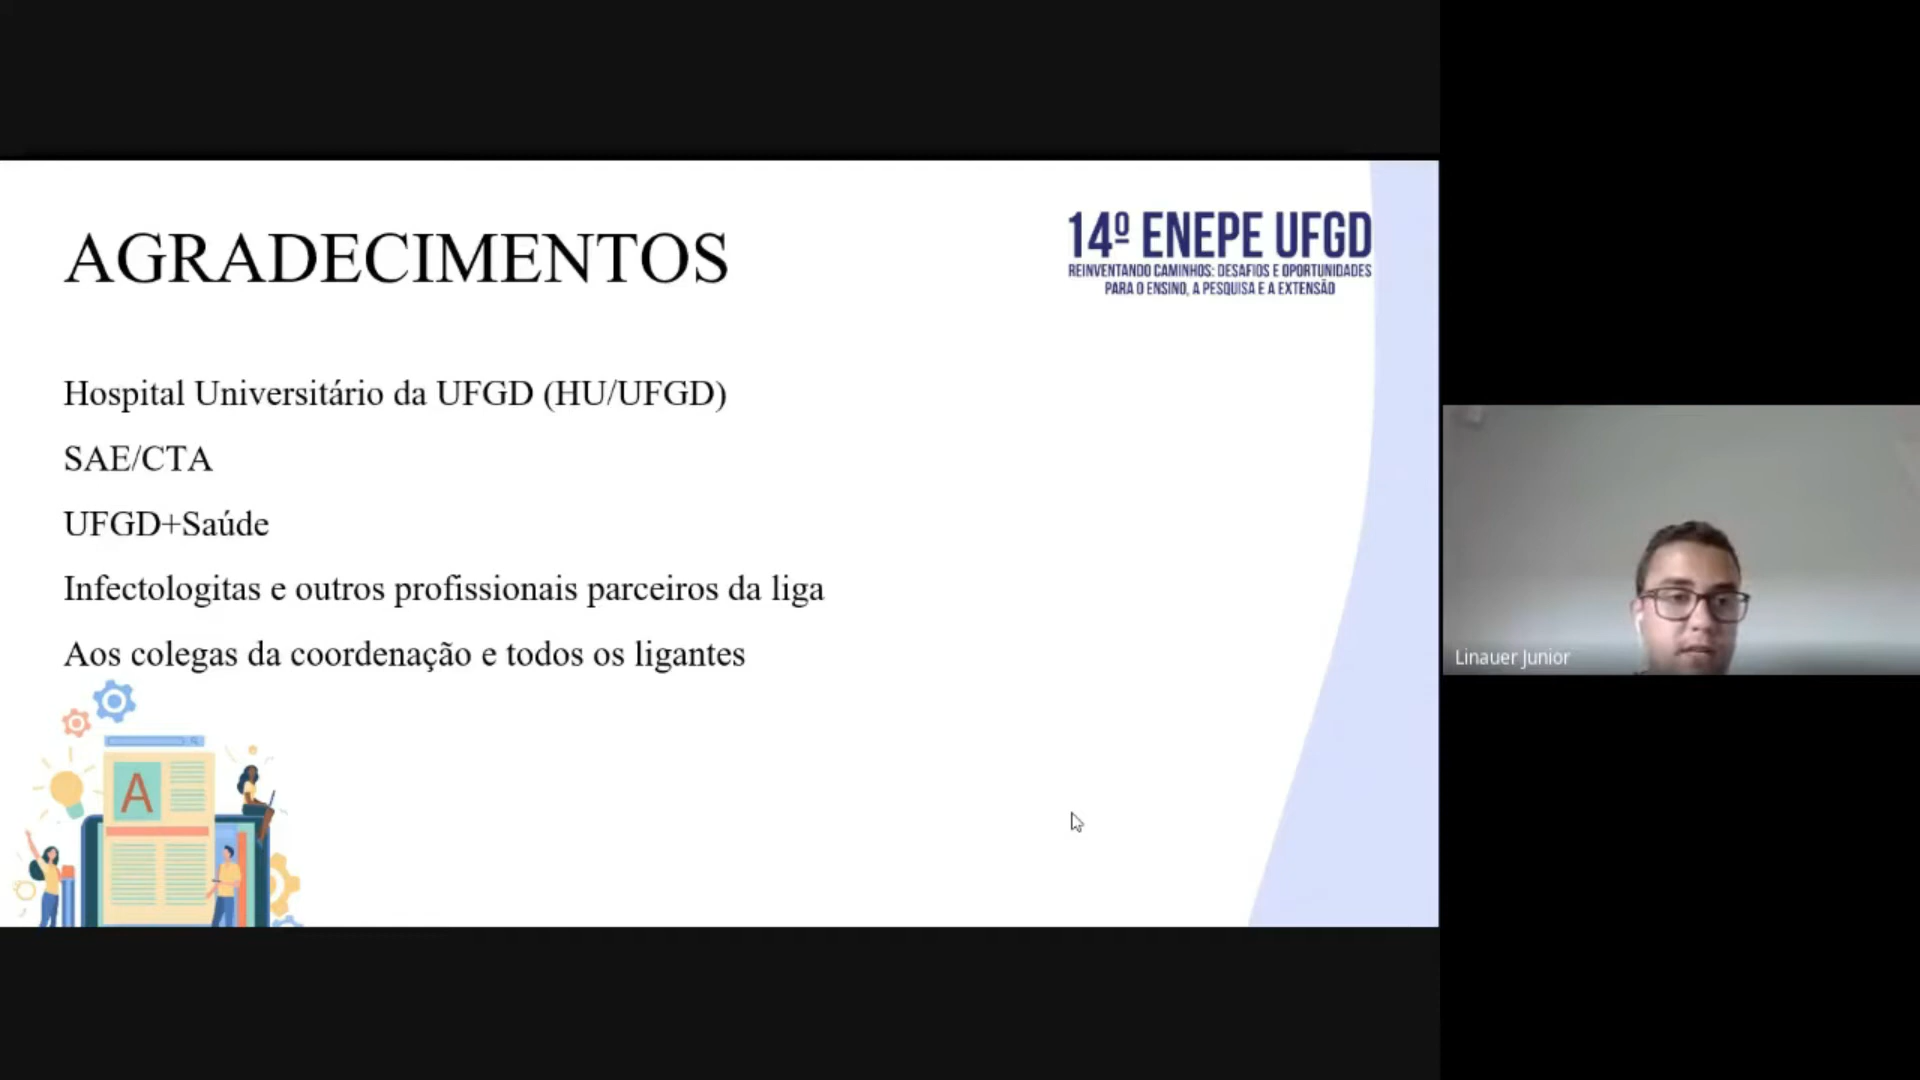 AGRADECIMENTOS
14º ENEPE UFGD
REINVENTANDO CAMINHOS: DESAFIOS E OPORTUNIDADES
PARA O ENSINO, A PESQUISA E A EXTENSÃO
Hospital Universitário da UFGD (HU/UFGD)
SAE/CTA
UFGD+Saúde
Infectologitas e outros profissionais parceiros da liga
Aos colegas da coordenação e todos os ligantes
A
Linauer Junior